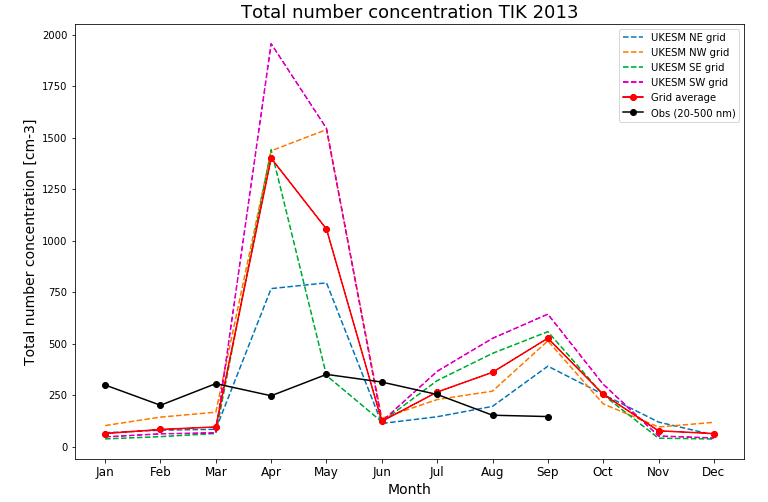 Total number concentration TIK 2013
UKESM NE grid
UKESM NW grid
UKESM SE grid
UKESM SW grid
Grid average
Obs (20-500 nm)
Total number concentration [cm-3]
2000
1750
1500
1250
1000
750
500
250
0
Jan Feb Mar Apr May Jun Jul Aug Sep Oct Nov Dec
Month